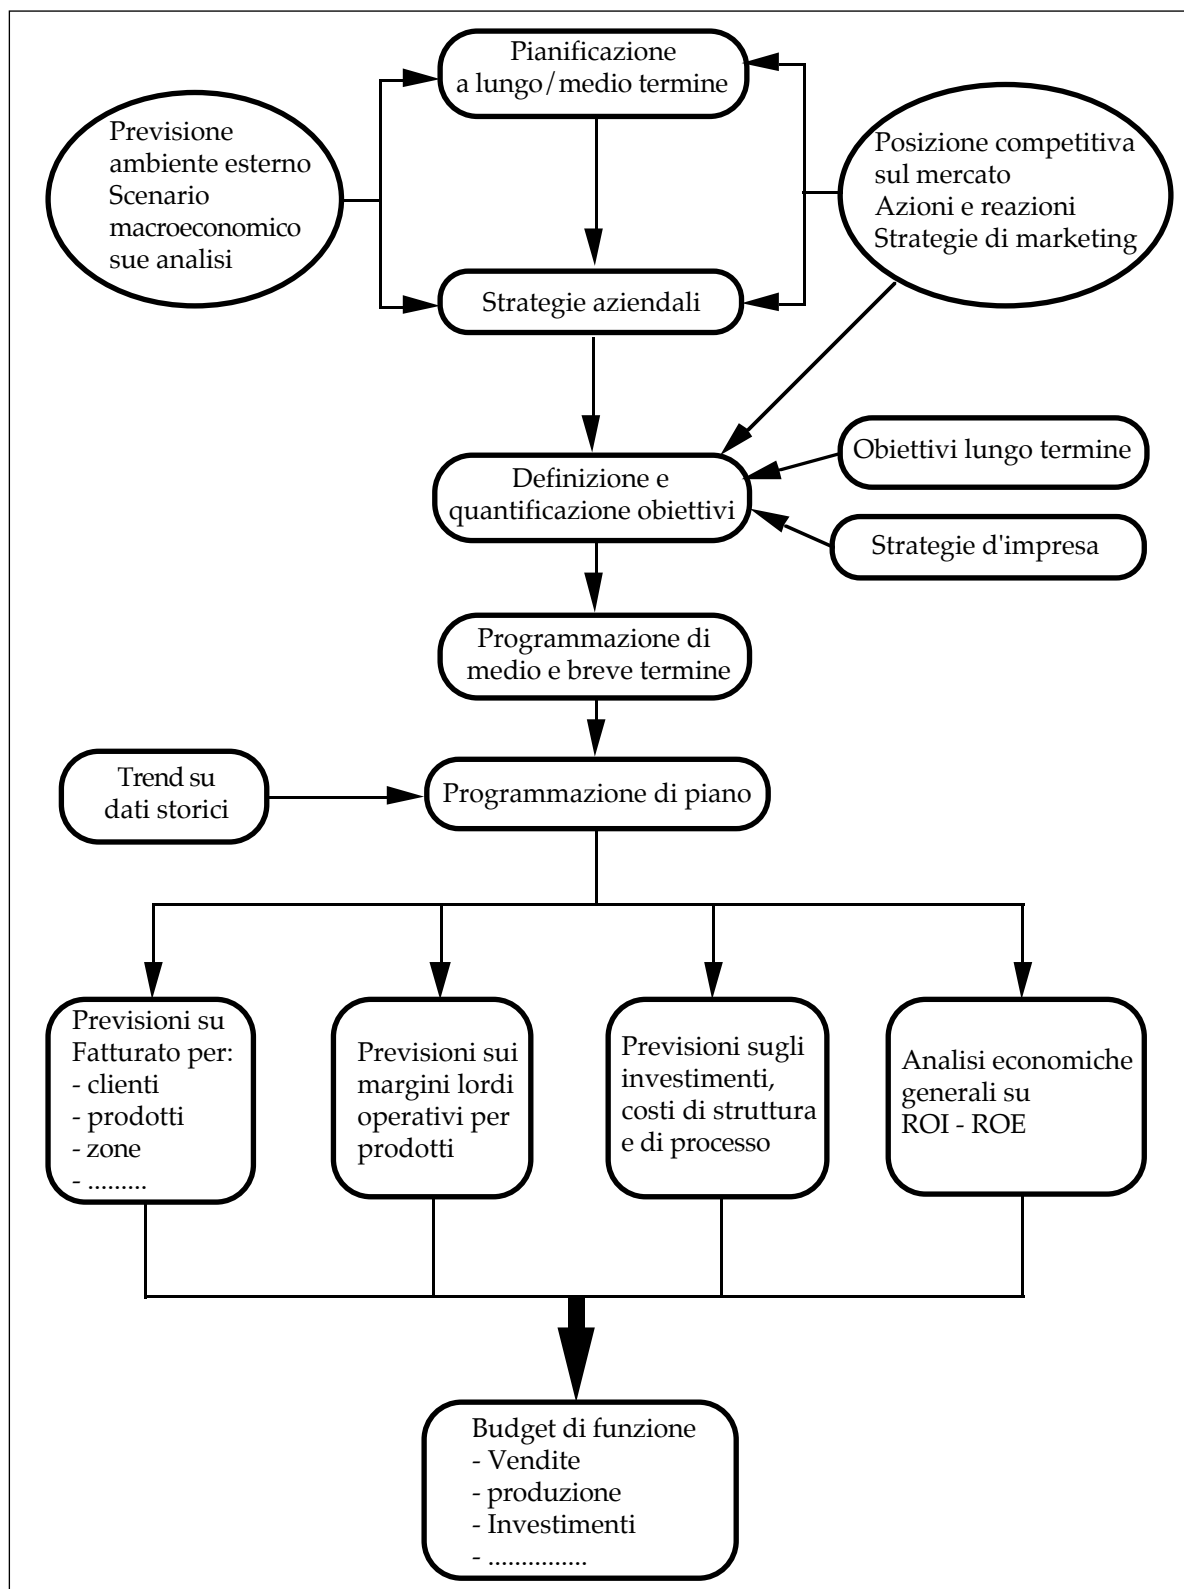 Pianificazione
a lungo/medio termine
Previsione
ambiente esterno
Scenario
macroeconomico
sue analisi
Posizione competitiva
sul mercato
Azioni e reazioni
Strategie di marketing
Strategie aziendali
Obiettivi lungo termine
Definizione e
quantificazione obiettivi
Strategie d'impresa
Programmazione di
medio e breve termine
Trend su
dati storici
Programmazione di piano
Previsioni su
Fatturato per:
- clienti
- prodotti
- zone
- .........
Previsioni sui
margini lordi
operativi per
prodotti
Previsioni sugli
investimenti,
costi di struttura
e di processo
Analisi economiche
generali su
ROI - ROE
Budget di funzione
- Vendite
- produzione
- Investimenti
- ...............